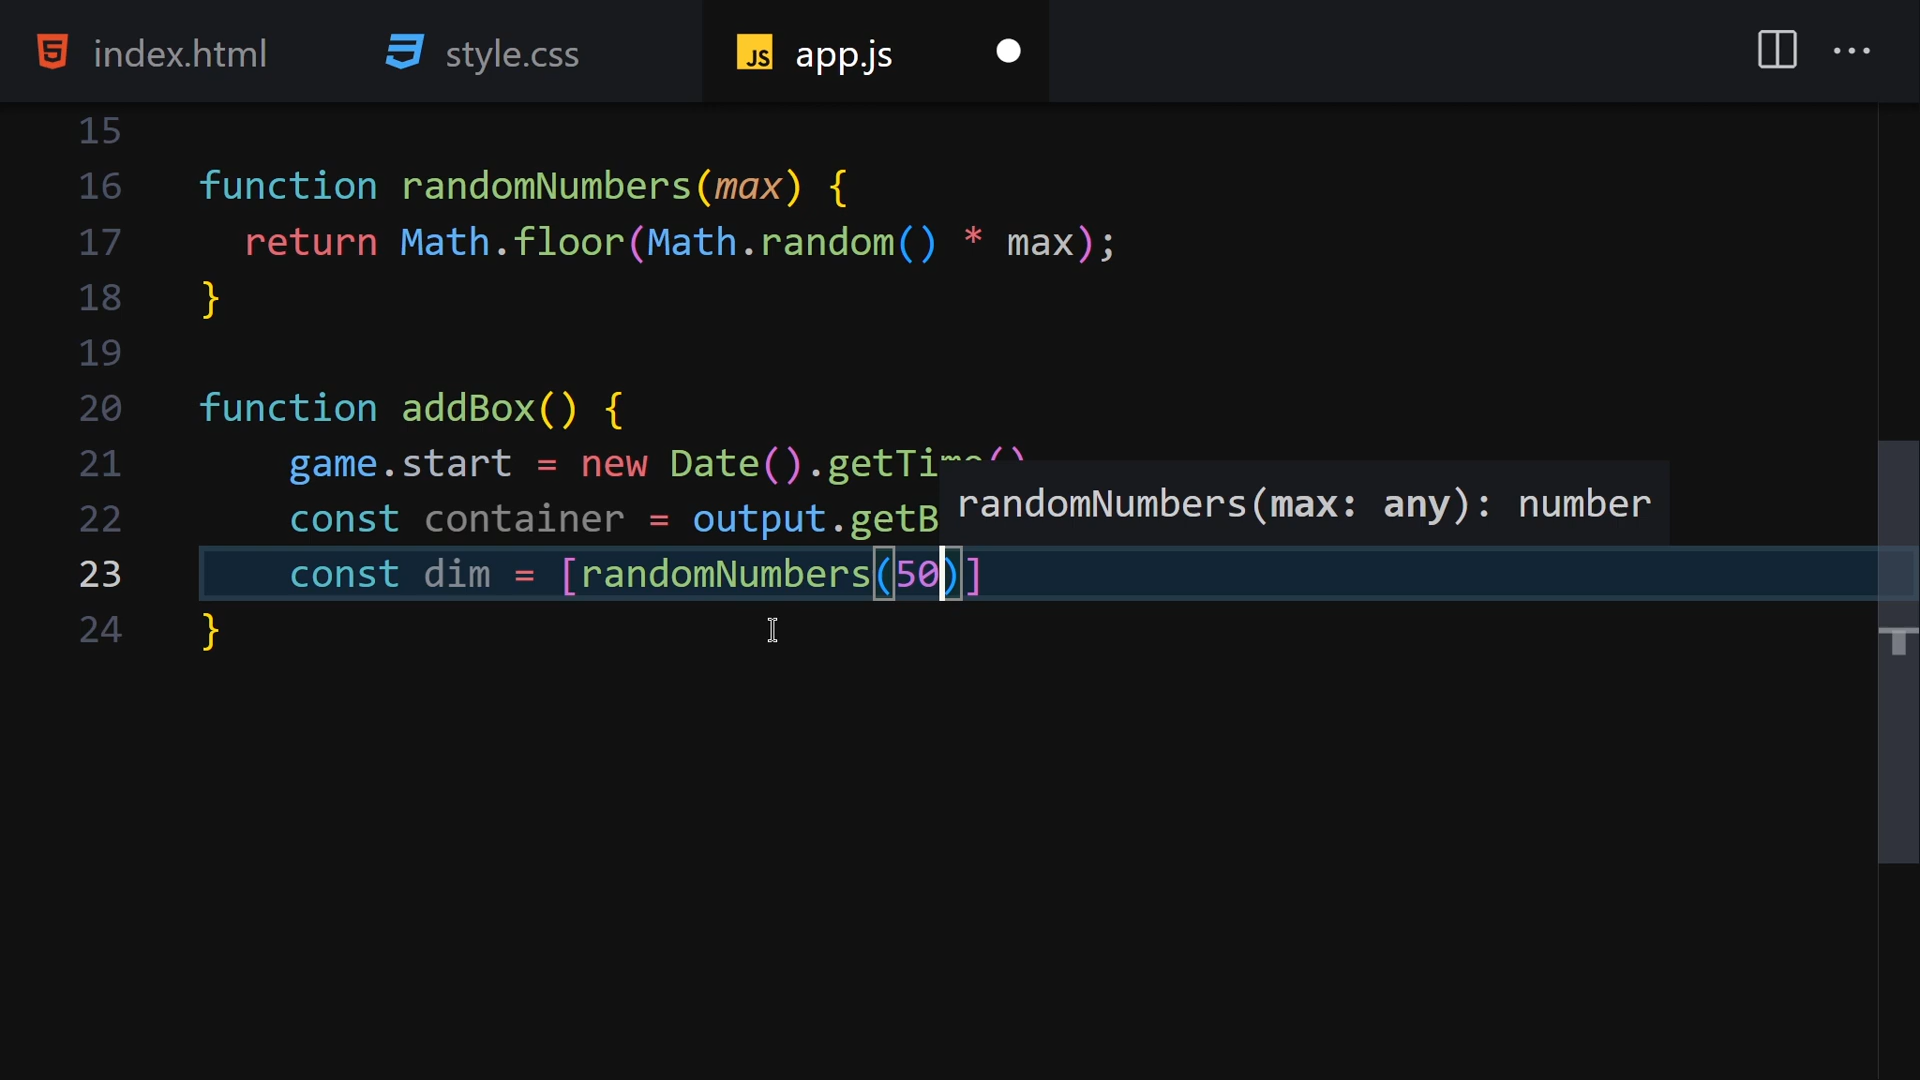 index.html style.css JS app.js
15
16 function randomNumbers(max) {
17 return Math.floor(Math.random() * max);
18 }
19
20 function addBox() {
21 game.start = new Date().getTime()
randomNumbers(max: any): number
22 const container = output.getB
23 const dim = [randomNumbers(50)]
24 }